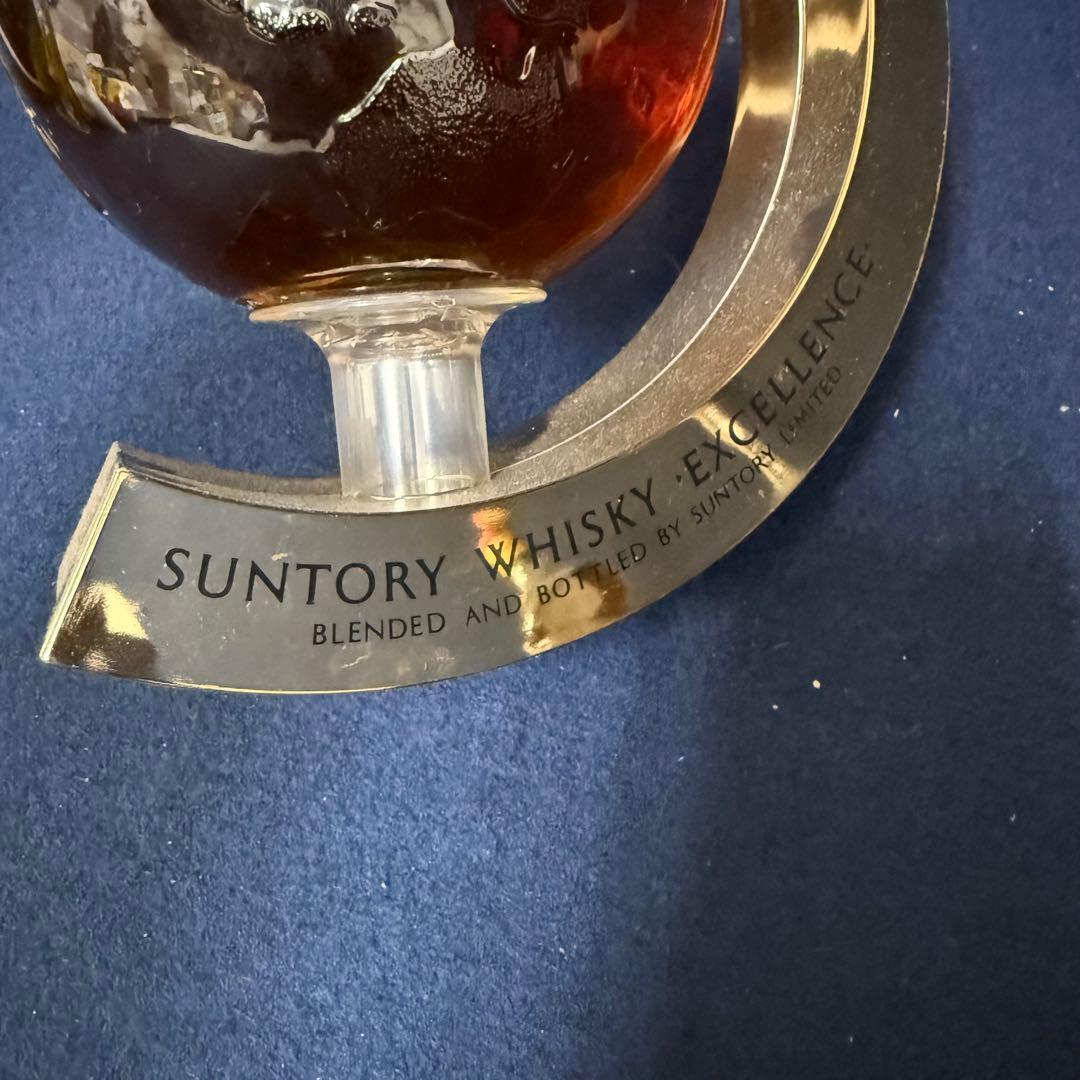 SUNTORY WHISKY ·EXCELLENCE·
BLENDED AND BOTTLED BY SUNTORY LIMITED